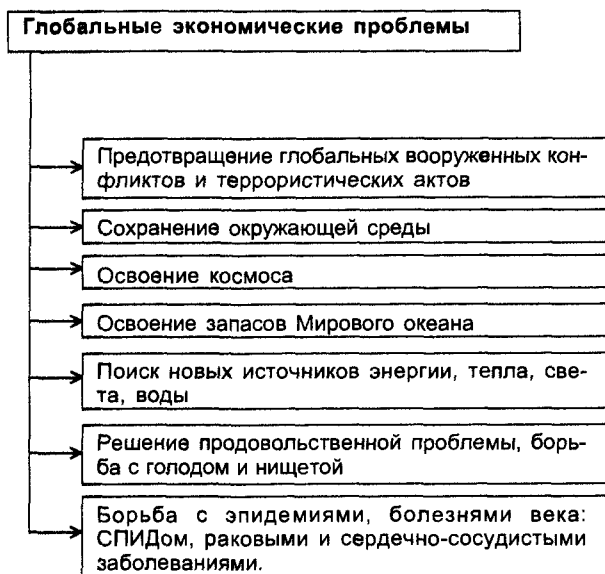 Глобальные экономические проблемы
Предотвращение глобальных вооруженных кон-
фликтов и террористических актов
Сохранение окружающей среды
Освоение космоса
Освоение запасов Мирового океана
Поиск новых источников энергии, тепла, све-
та, воды
Решение продовольственной проблемы, борь-
ба с голодом и нищетой
Борьба с эпидемиями, болезнями века:
СПИДом, раковыми и сердечно-сосудистыми
заболеваниями.